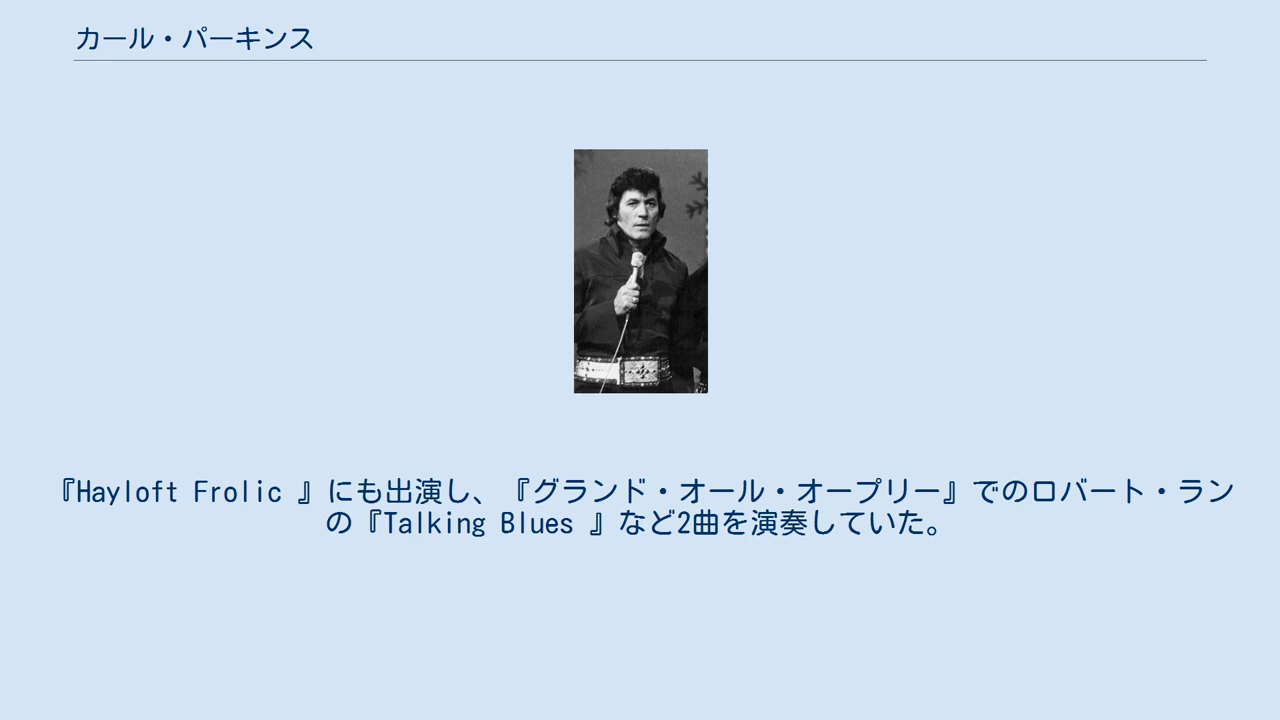 カール・パーキンス
『Hayloft Frolic 』にも出演し、『グランド・オール・オープリー』でのロバート・ラン
の『Talking Blues 』など2曲を演奏していた。